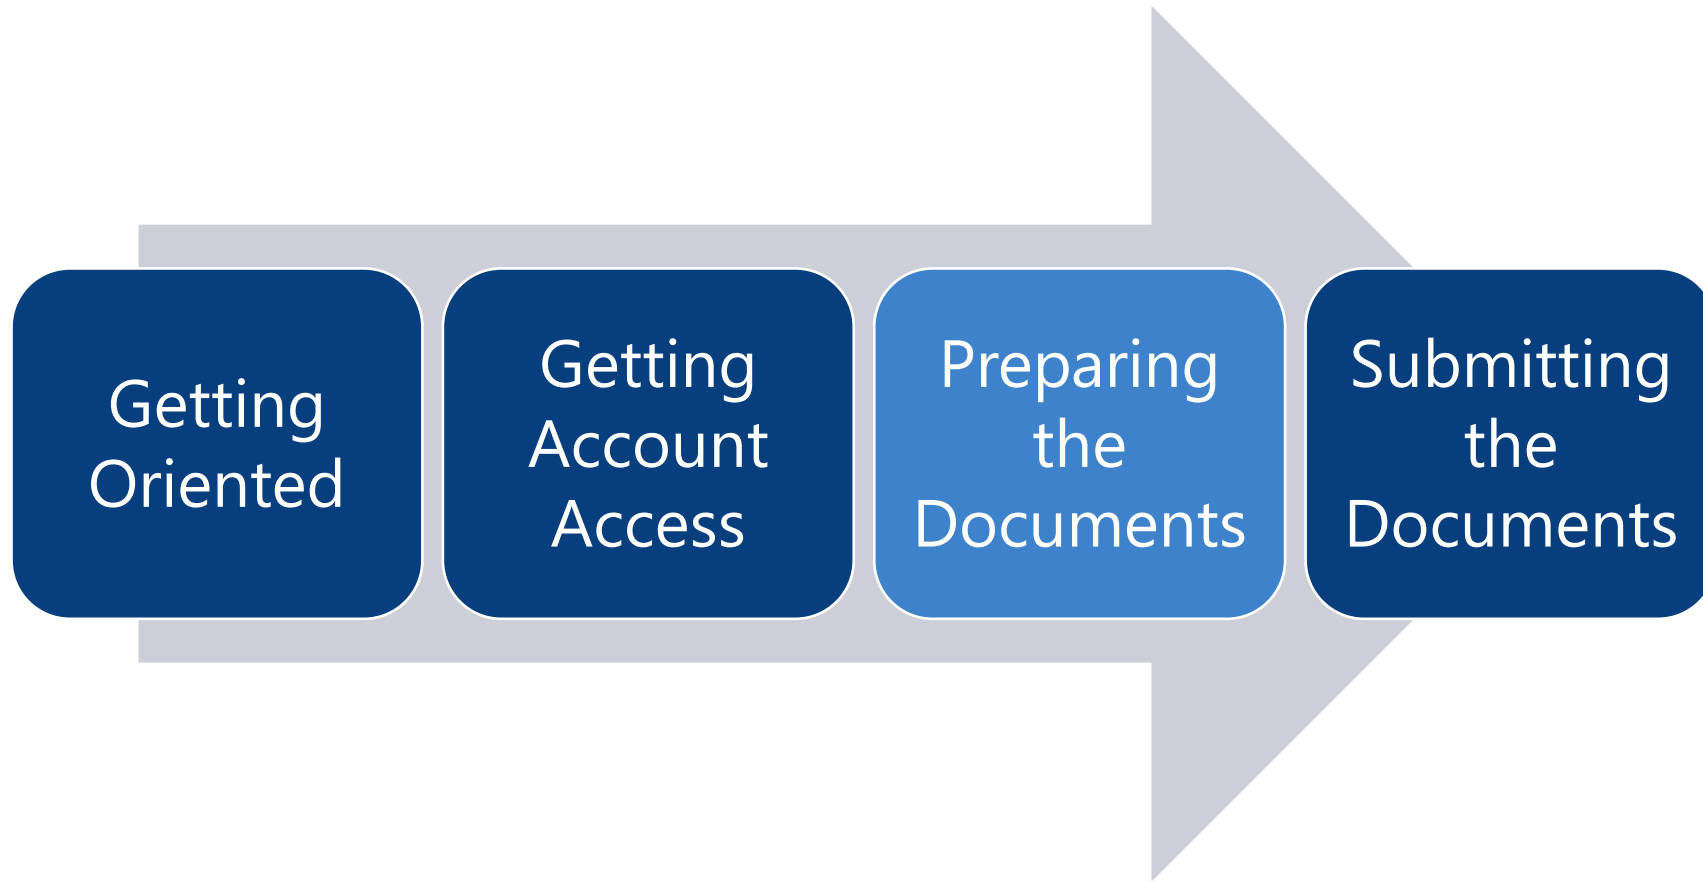 Getting
Oriented
Getting
Account
Access
Preparing
the
Documents
Submitting
the
Documents